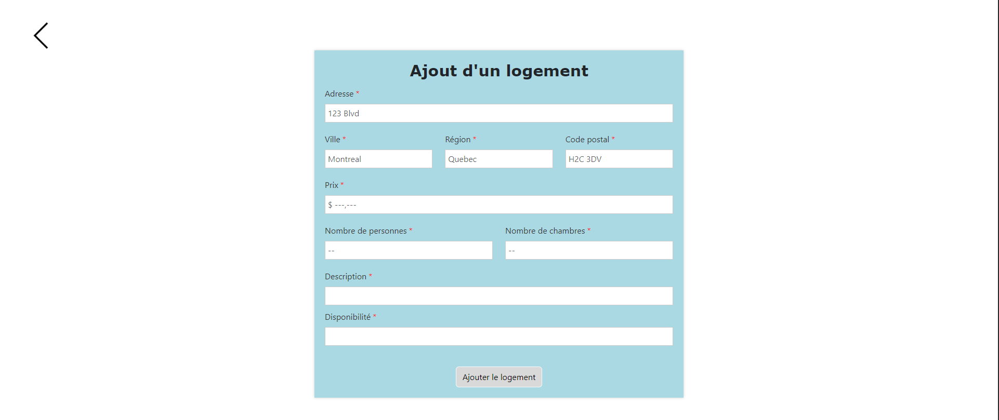 Ajout d'un logement
Adresse *
123 Blvd
Ville * Région * Code postal *
Montreal Quebec H2C 3DV
Prix *
$ ---,---
Nombre de personnes * Nombre de chambres *
-- --
Description *
Disponibilité *
Ajouter le logement